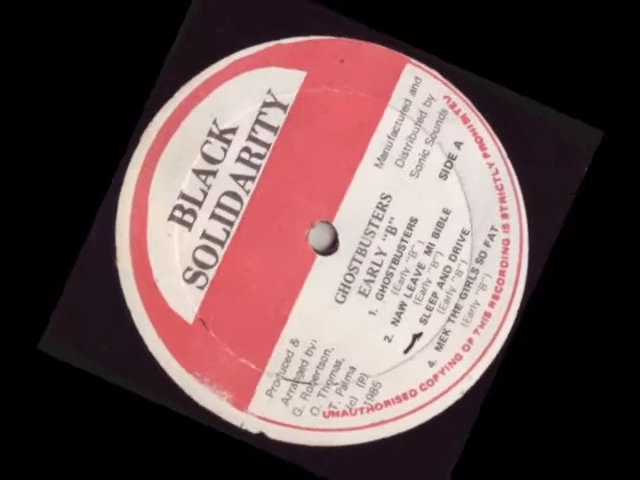 BLACK
SOLIDARITY
Manufactured and
Distributed by
Sonic Sounds
SIDE A
GHOSTBUSTERS
EARLY "B"
1. GHOSTBUSTERS
(Early "B")
2. NAW LEAVE MI BIBLE
(Early "B")
SLEEP AND DRIVE
(Early "B")
4. MEK THE GIRLS SO FAT
(Early "B")
Produced &
Arranged by:
G. Robertson,
O. Thomas,
T. Palma
(c) (P)
1985
UNAUTHORISED COPYING OF THIS RECORDING IS STRICTLY PROHIBITED